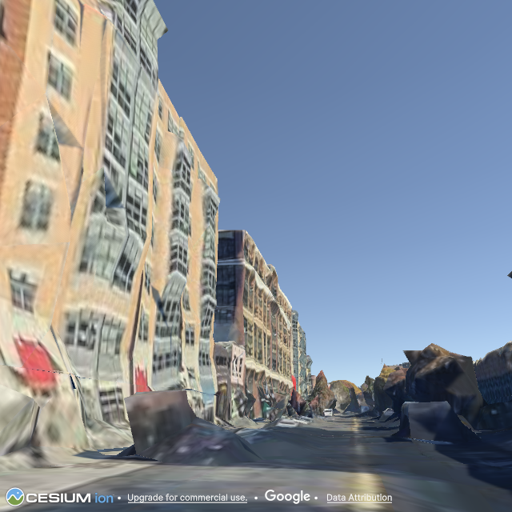 CESIUM ion • Upgrade for commercial use. • Google • Data Attribution